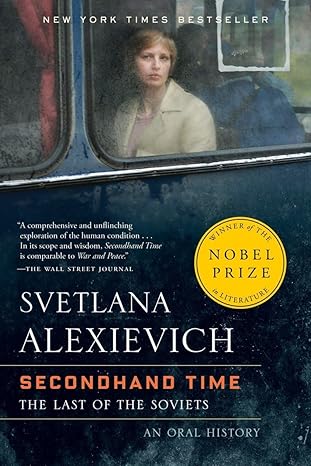 NEW YORK TIMES BESTSELLER
"A comprehensive and unflinching
exploration of the human condition . . .
In its scope and wisdom, Secondhand Time
is comparable to War and Peace."
—THE WALL STREET JOURNAL
WINNER OF THE
NOBEL
PRIZE
in LITERATURE
SVETLANA
ALEXIEVICH
SECONDHAND TIME
THE LAST OF THE SOVIETS
AN ORAL HISTORY